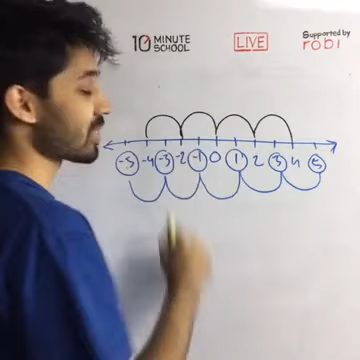 10 MINUTE SCHOOL
LIVE
Supported by
robi
-5 -4 -3 -2 -1 0 1 2 3 4 5